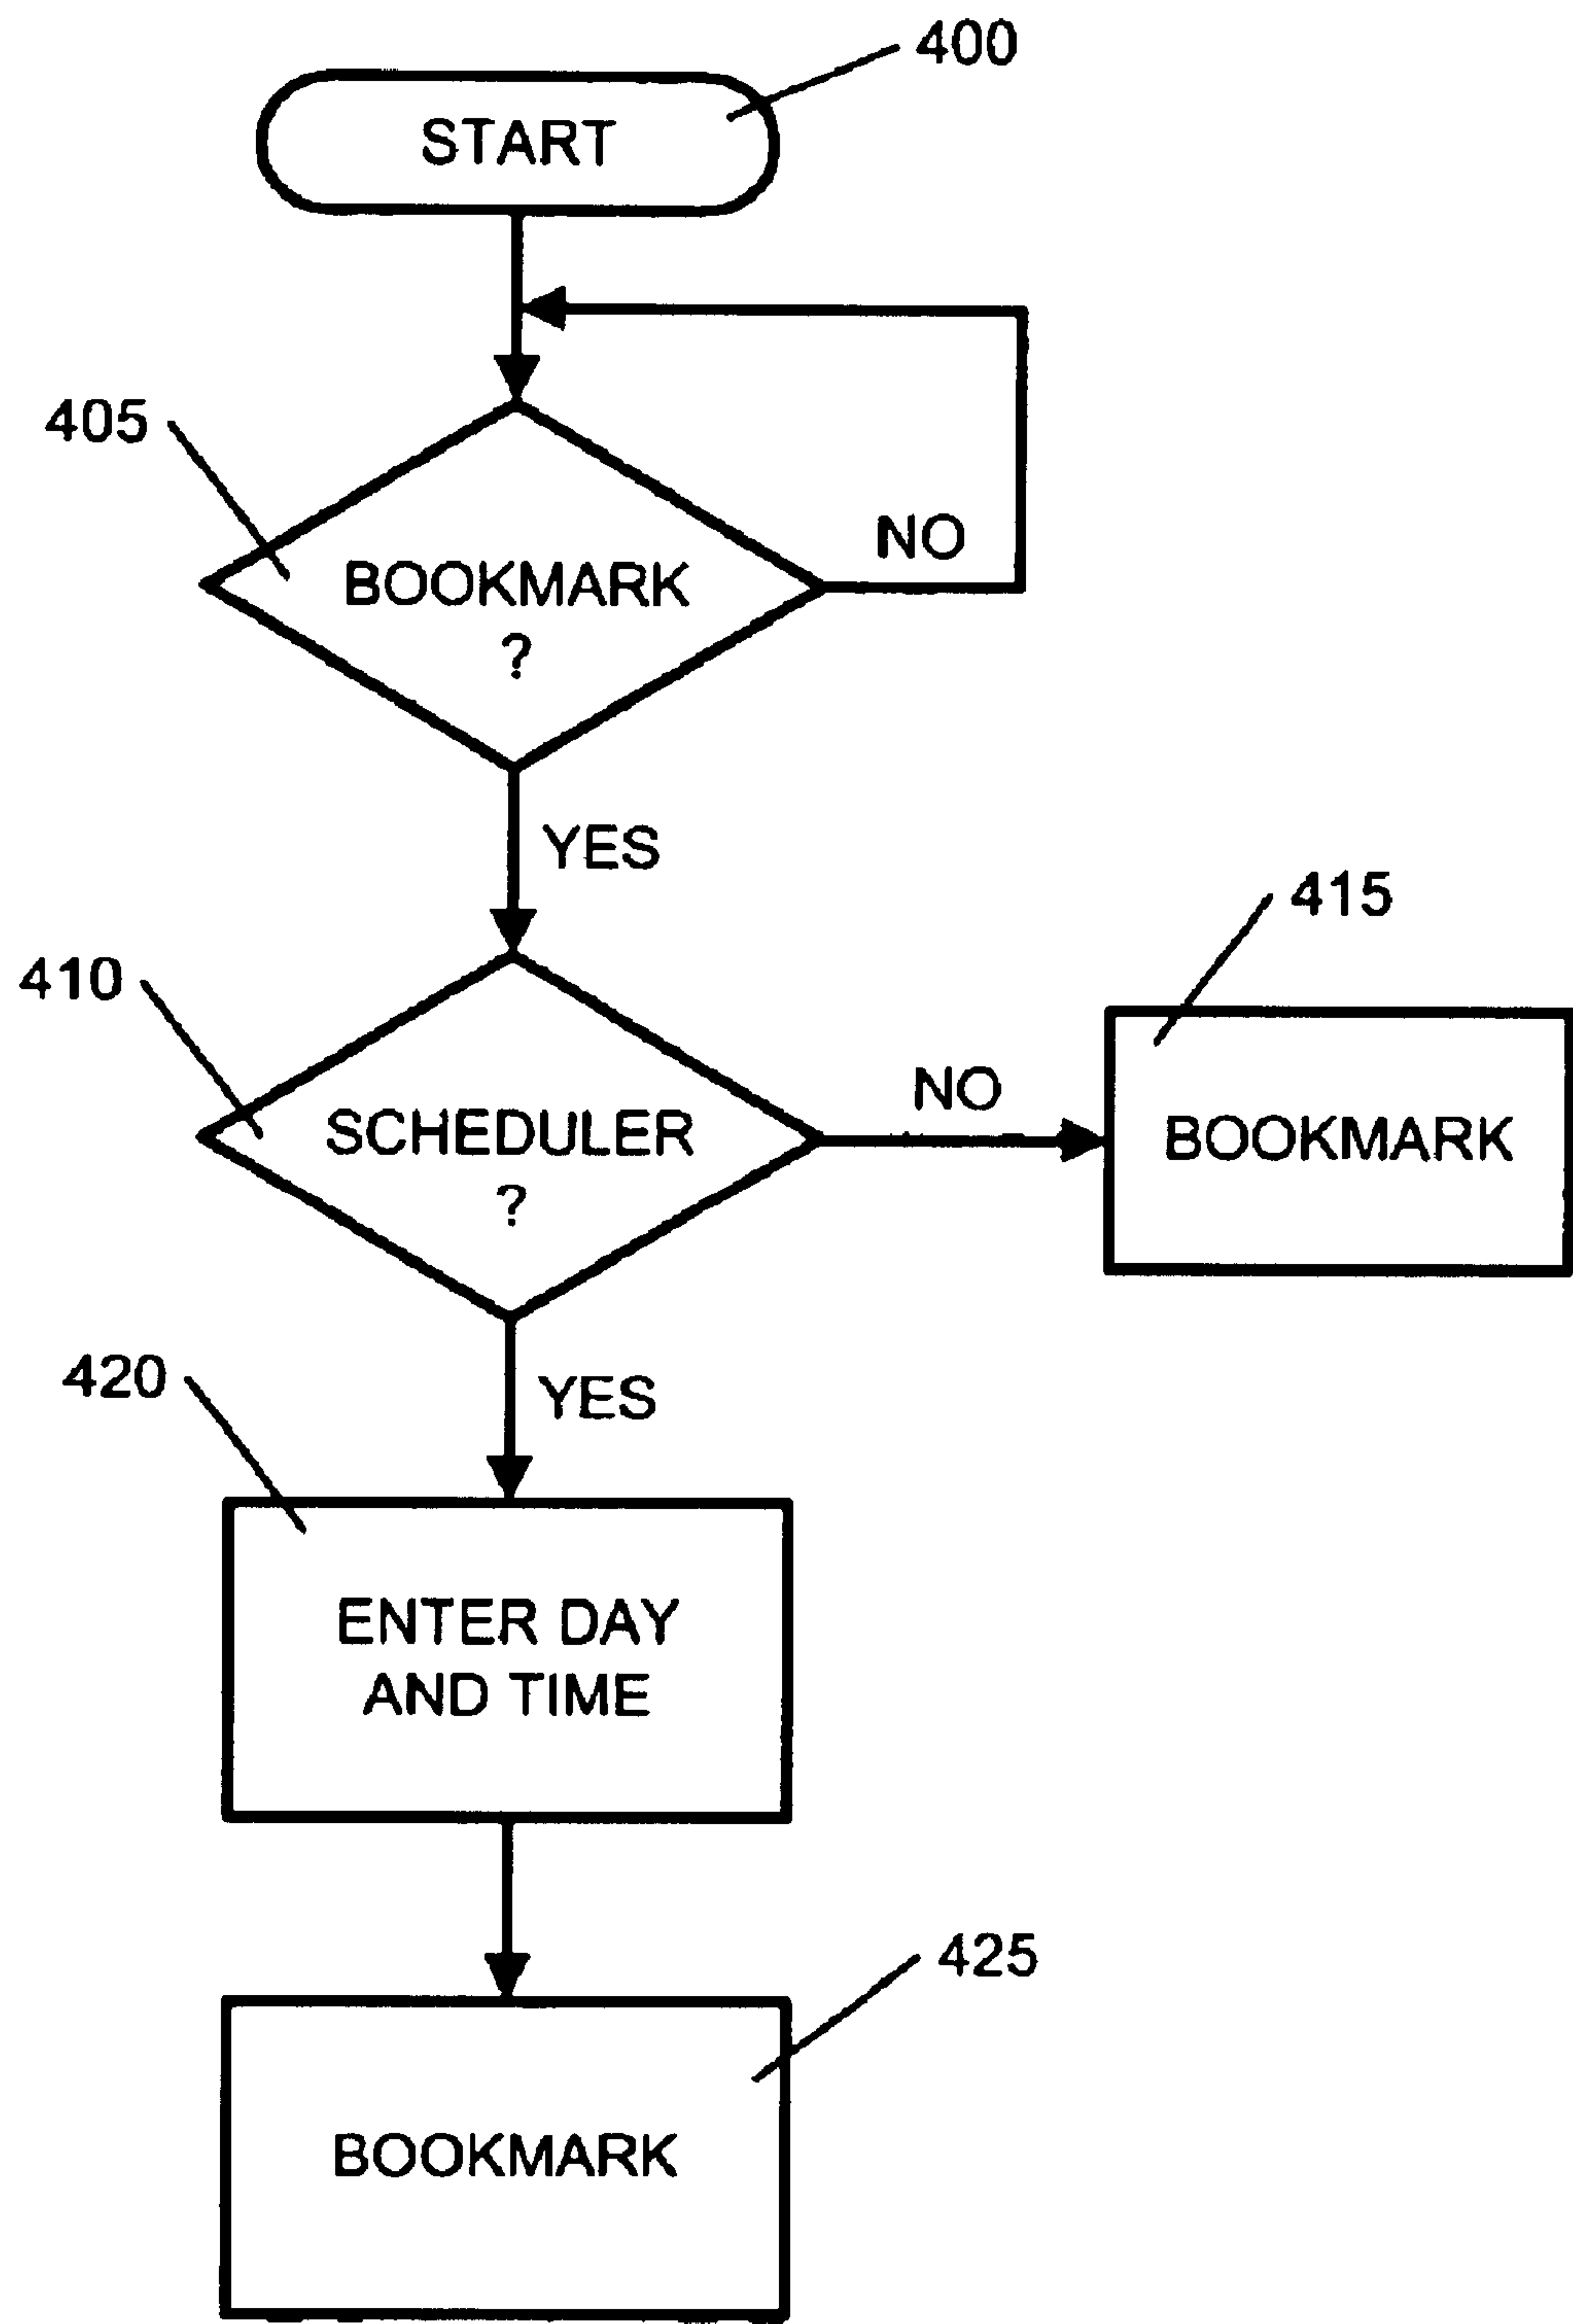 400
START
405
BOOKMARK
?
NO
YES
410
SCHEDULER
?
NO
415
BOOKMARK
YES
420
ENTER DAY
AND TIME
425
BOOKMARK